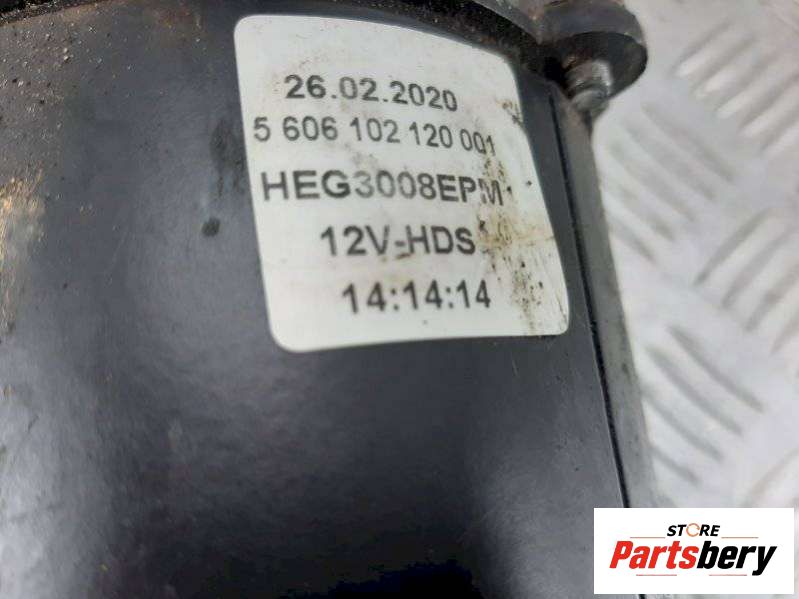 26.02.2020
5 606 102 120 001
HEG3008EPM
12V-HDS
14:14:14
STORE
Partsbery